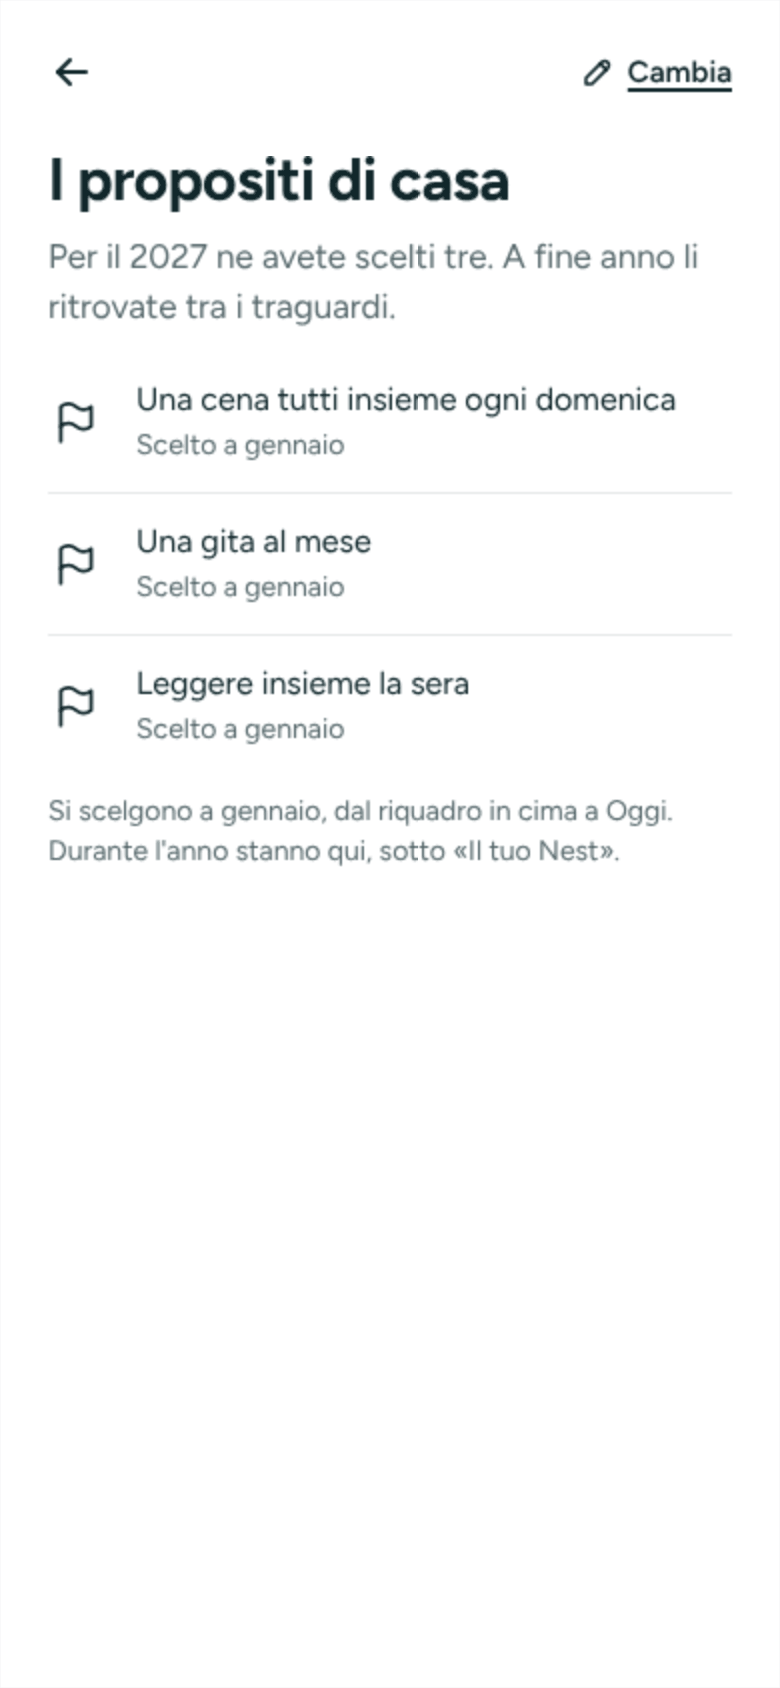 Cambia
I propositi di casa
Per il 2027 ne avete scelti tre. A fine anno li
ritrovate tra i traguardi.
Una cena tutti insieme ogni domenica
Scelto a gennaio
Una gita al mese
Scelto a gennaio
Leggere insieme la sera
Scelto a gennaio
Si scelgono a gennaio, dal riquadro in cima a Oggi.
Durante l'anno stanno qui, sotto «Il tuo Nest».